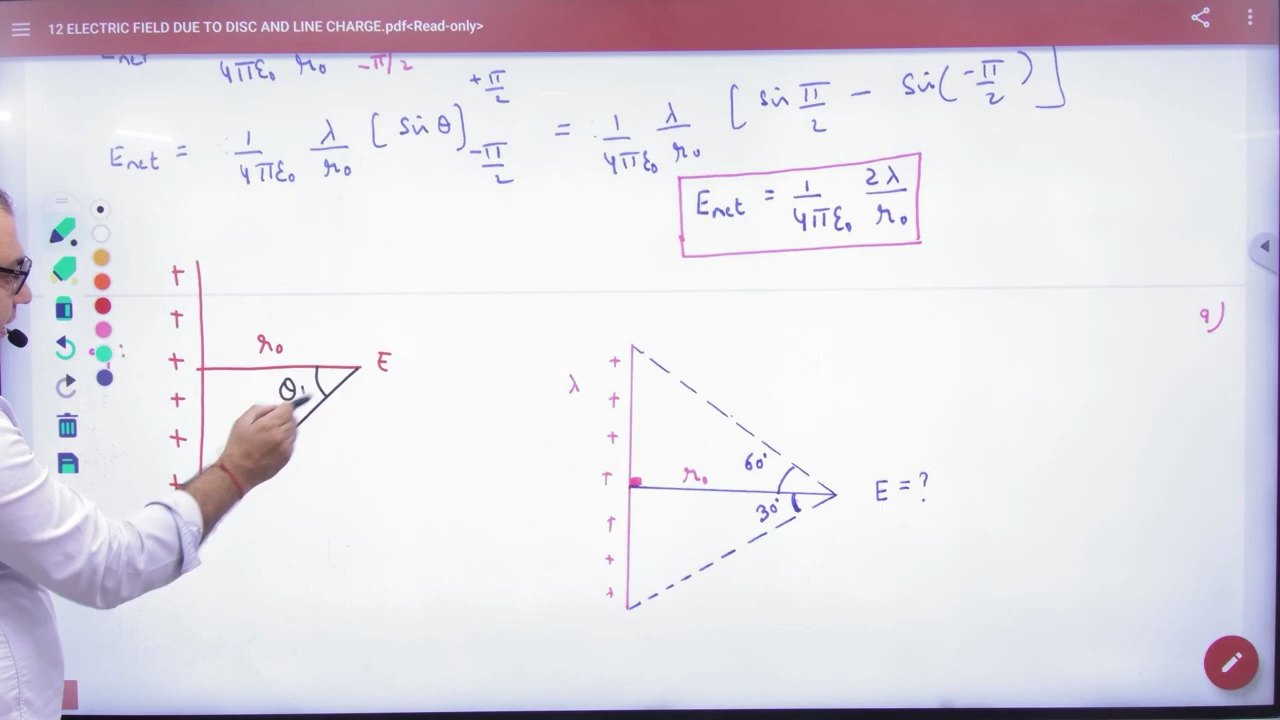 12 ELECTRIC FIELD DUE TO DISC AND LINE CHARGE.pdf<Read-only>
4πε₀ r₀ -π/2
E_net = 1/4πε₀ λ/r₀ [sin θ]_{-π/2}^{+π/2} = 1/4πε₀ λ/r₀ [sin π/2 - sin(-π/2)]
E_net = 1/4πε₀ 2λ/r₀
q)
+
+
r₀
+ E
θ₁
+
+
+
+
λ
+
+
60°
+ r₀
30°
E = ?
+
+
+